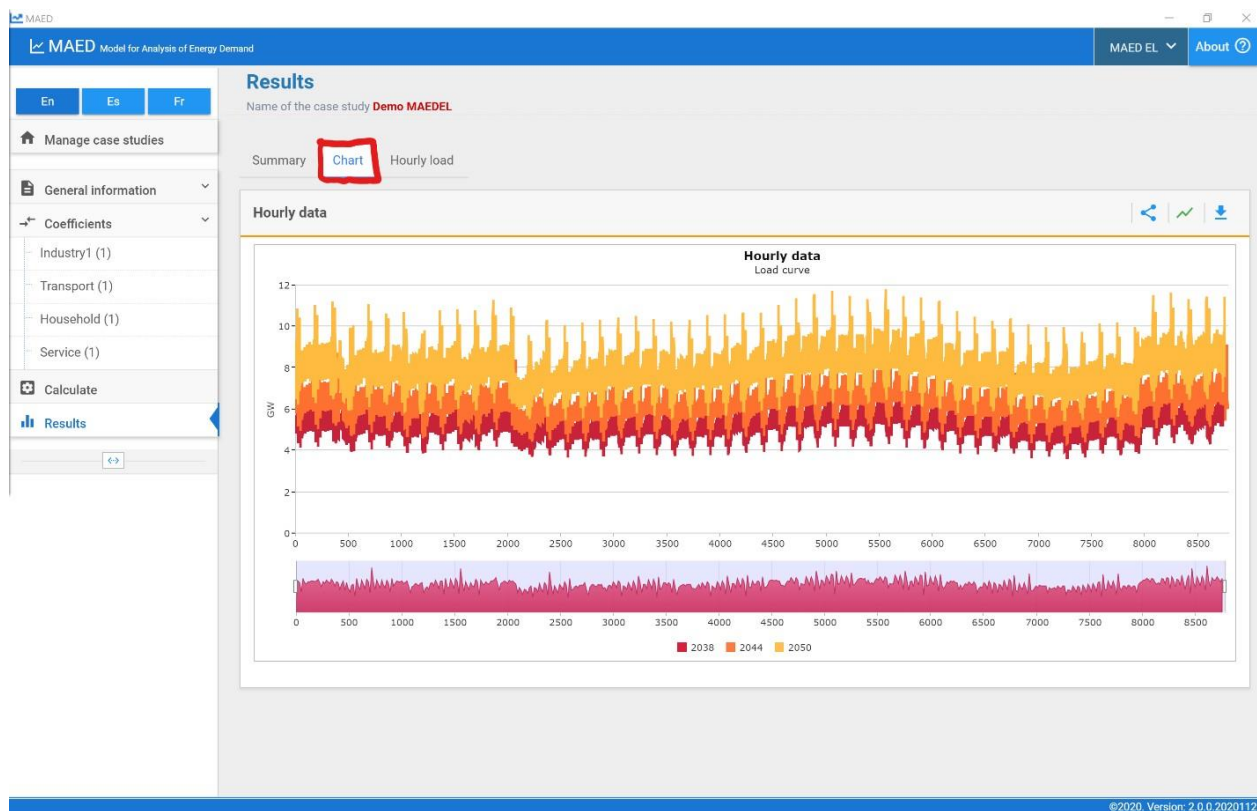 MAED
MAED Model for Analysis of Energy Demand
MAED EL
About
En Es Fr
Manage case studies
General information
Coefficients
Industry1 (1)
Transport (1)
Household (1)
Service (1)
Calculate
Results
Results
Name of the case study Demo MAEDEL
Summary Chart Hourly load
Hourly data
Hourly data
Load curve
12
10
8
6
4
2
0
GW
0 500 1000 1500 2000 2500 3000 3500 4000 4500 5000 5500 6000 6500 7000 7500 8000 8500
0 500 1000 1500 2000 2500 3000 3500 4000 4500 5000 5500 6000 6500 7000 7500 8000 8500
2038 2044 2050
©2020. Version: 2.0.0.2020112